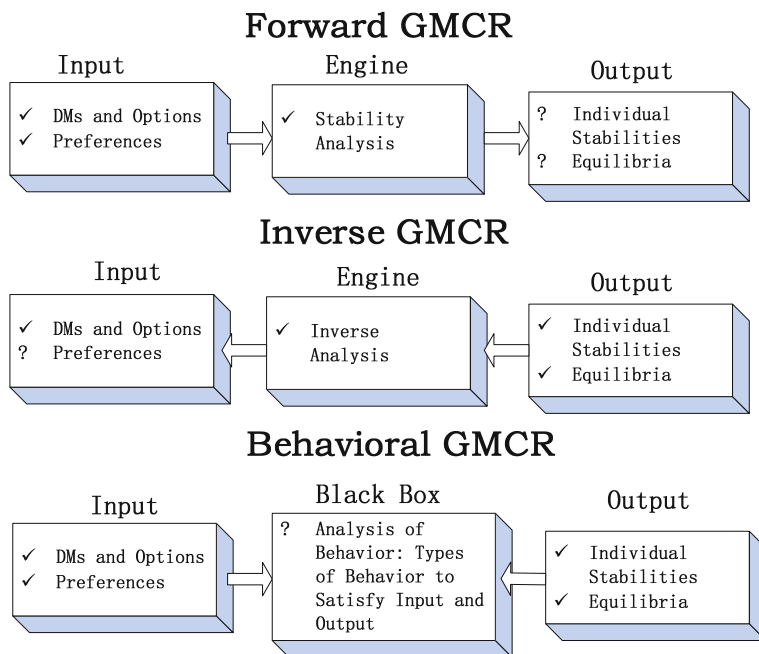 Forward GMCR
Input
✓ DMs and Options
✓ Preferences
Engine
✓ Stability
Analysis
Output
? Individual
Stabilities
? Equilibria
Inverse GMCR
Input
✓ DMs and Options
? Preferences
Engine
✓ Inverse
Analysis
Output
✓ Individual
Stabilities
✓ Equilibria
Behavioral GMCR
Input
✓ DMs and Options
✓ Preferences
Black Box
? Analysis of
Behavior: Types
of Behavior to
Satisfy Input and
Output
Output
✓ Individual
Stabilities
✓ Equilibria